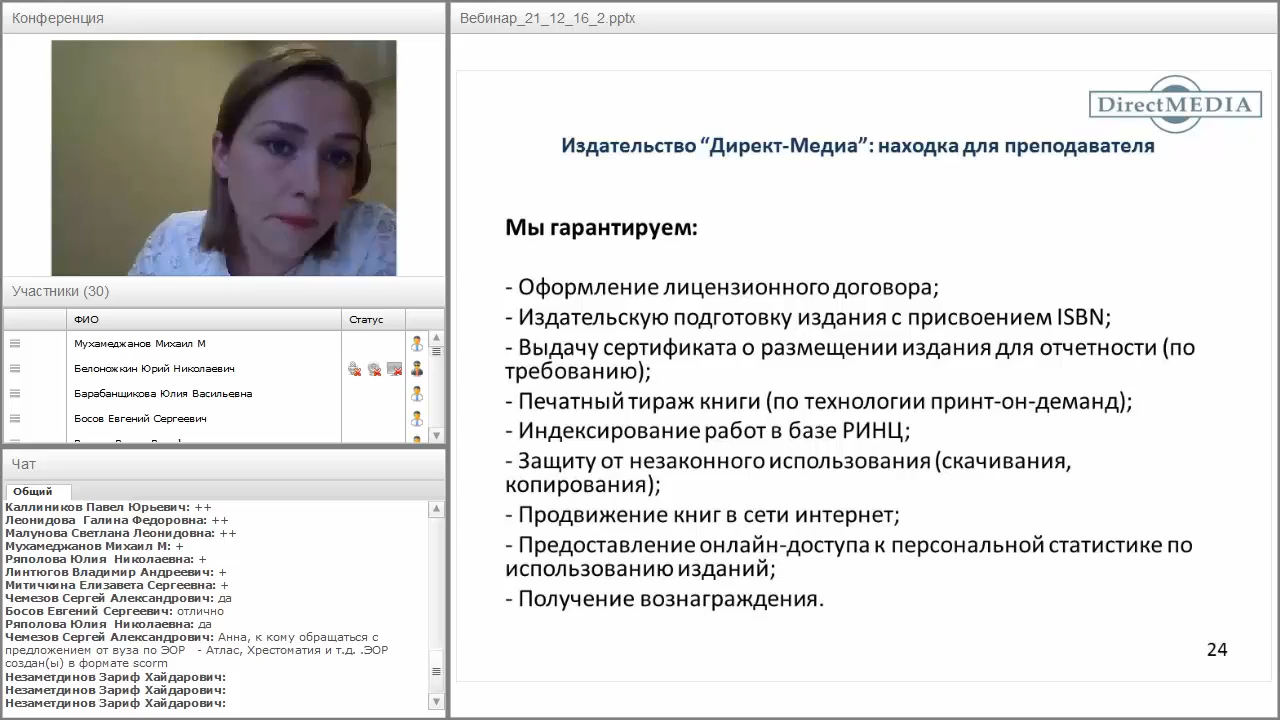 Конференция
Участники (30)
ФИО
Статус
Мухамеджанов Михаил М
Белоножкин Юрий Николаевич
Барабанщикова Юлия Васильевна
Босов Евгений Сергеевич
Чат
Общий
Каллиников Павел Юрьевич: ++
Леонидова Галина Федоровна: ++
Малунова Светлана Леонидовна: ++
Мухамеджанов Михаил М: +
Ряполова Юлия Николаевна: +
Линтюгов Владимир Андреевич: +
Митичкина Елизавета Сергеевна: +
Чемезов Сергей Александрович: да
Босов Евгений Сергеевич: отлично
Ряполова Юлия Николаевна: да
Чемезов Сергей Александрович: Анна, к кому обращаться с
предложением от вуза по ЭОР - Атлас, Хрестоматия и т.д. .ЭОР
создан(ы) в формате scorm
Незаметдинов Зариф Хайдарович:
Незаметдинов Зариф Хайдарович:
Незаметдинов Зариф Хайдарович:
Вебинар_21_12_16_2.pptx
DirectMEDIA
Издательство “Директ-Медиа”: находка для преподавателя
Мы гарантируем:
- Оформление лицензионного договора;
- Издательскую подготовку издания с присвоением ISBN;
- Выдачу сертификата о размещении издания для отчетности (по
требованию);
- Печатный тираж книги (по технологии принт-он-деманд);
- Индексирование работ в базе РИНЦ;
- Защиту от незаконного использования (скачивания,
копирования);
- Продвижение книг в сети интернет;
- Предоставление онлайн-доступа к персональной статистике по
использованию изданий;
- Получение вознаграждения.
24